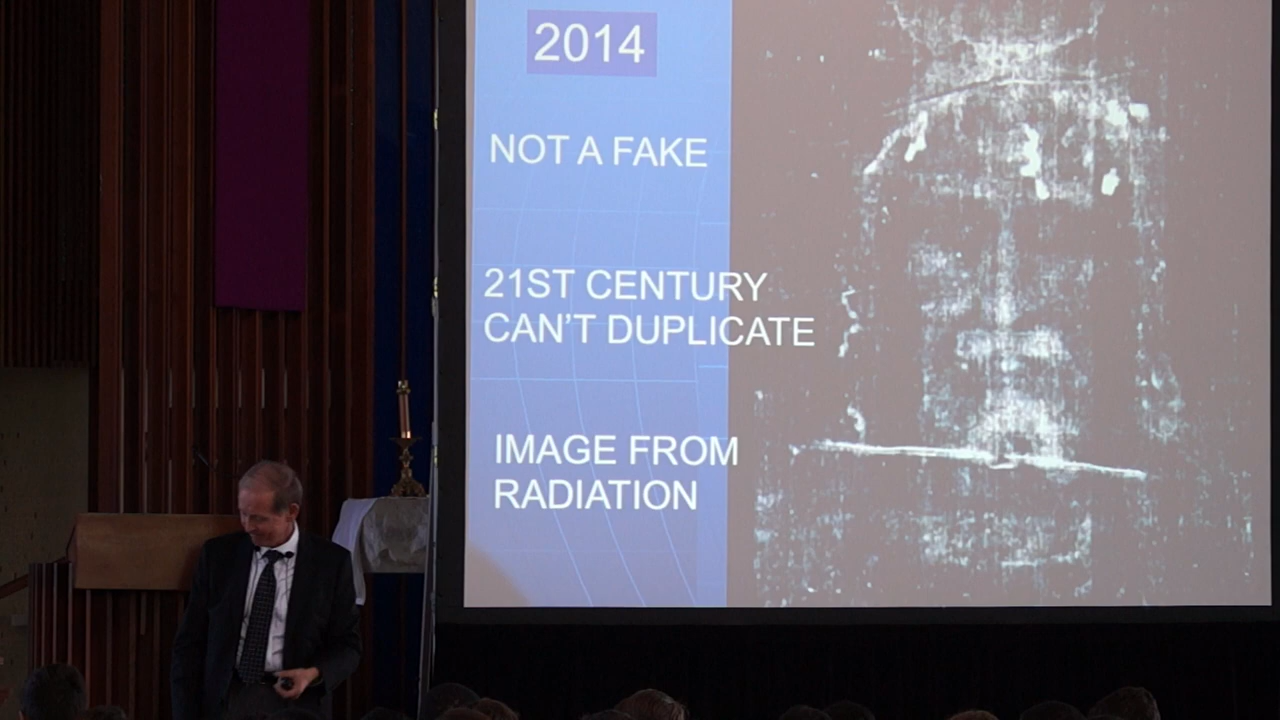 2014
NOT A FAKE
21ST CENTURY
CAN'T DUPLICATE
IMAGE FROM
RADIATION